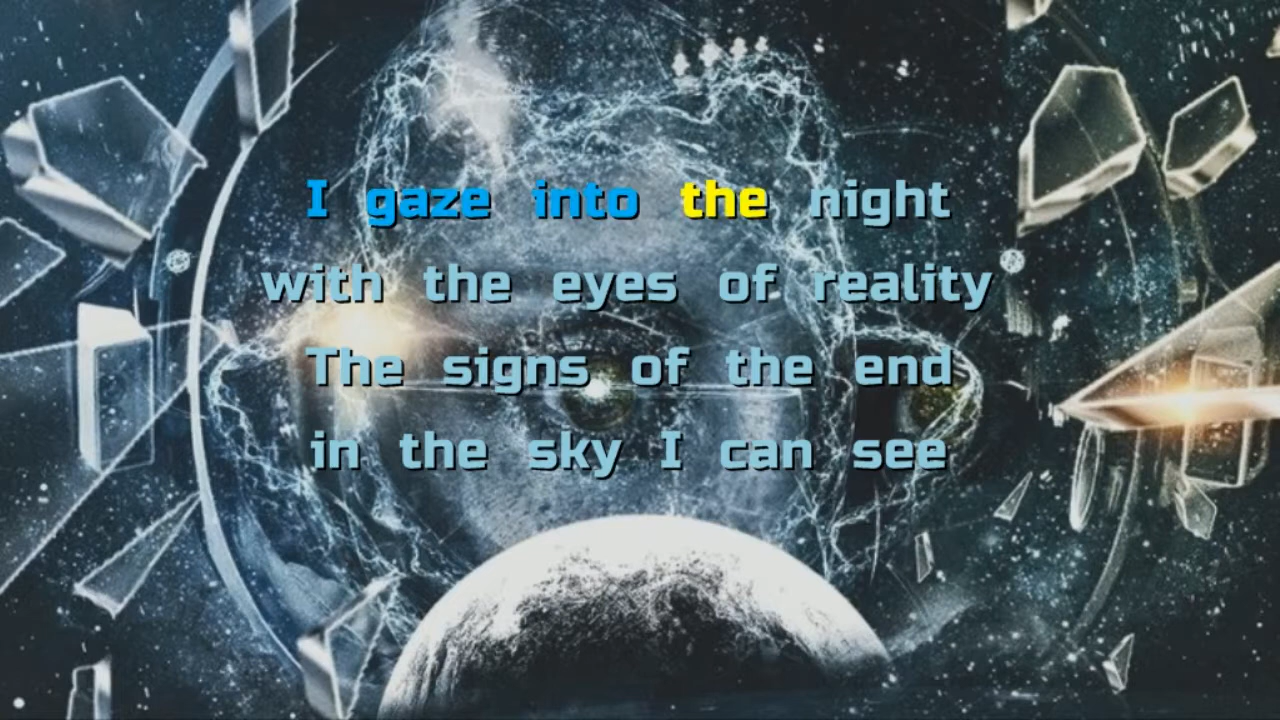 I gaze into the night
with the eyes of reality
The signs of the end
in the sky I can see